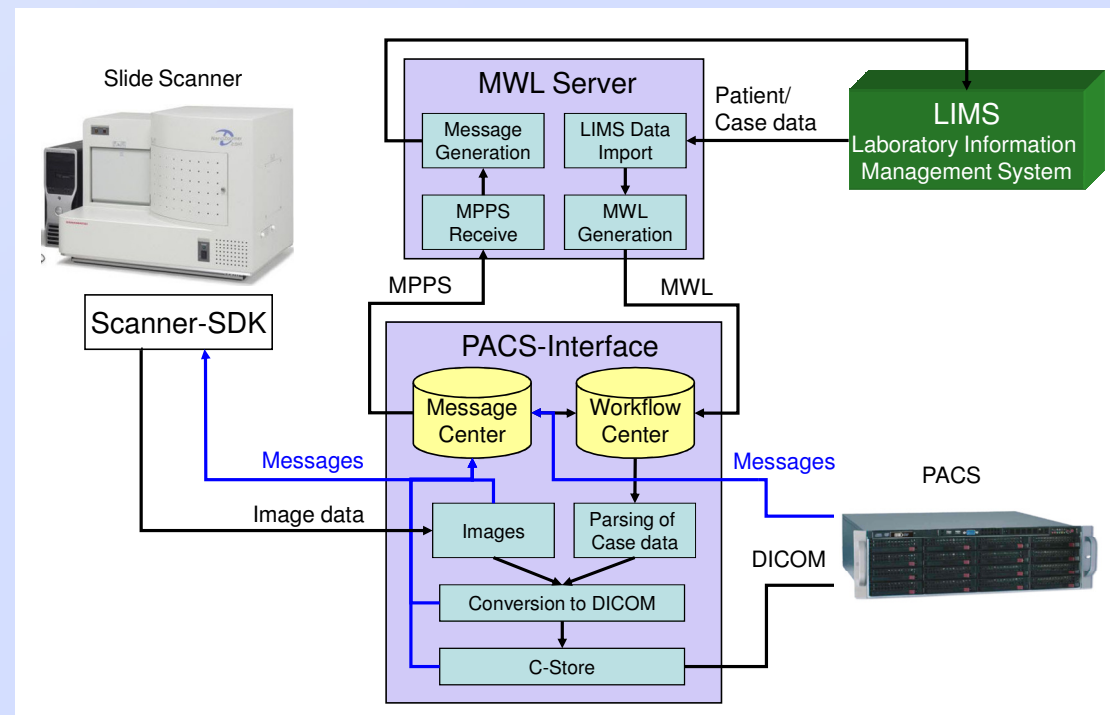 Slide Scanner
MWL Server
Message
Generation
LIMS Data
Import
MPPS
Receive
MWL
Generation
Patient/
Case data
LIMS
Laboratory Information
Management System
MPPS
MWL
Scanner-SDK
PACS-Interface
Message
Center
Workflow
Center
Messages
Messages
PACS
Image data
Images
Parsing of
Case data
DICOM
Conversion to DICOM
C-Store